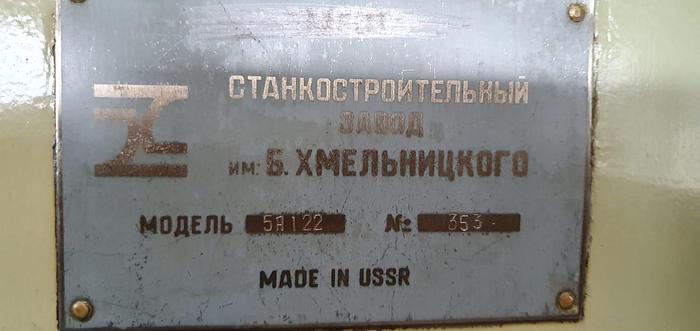 СТАНКОСТРОИТЕЛЬНЫЙ
ЗАВОД
им: Б. ХМЕЛЬНИЦКОГО
МОДЕЛЬ 5А122 № 353
MADE IN USSR